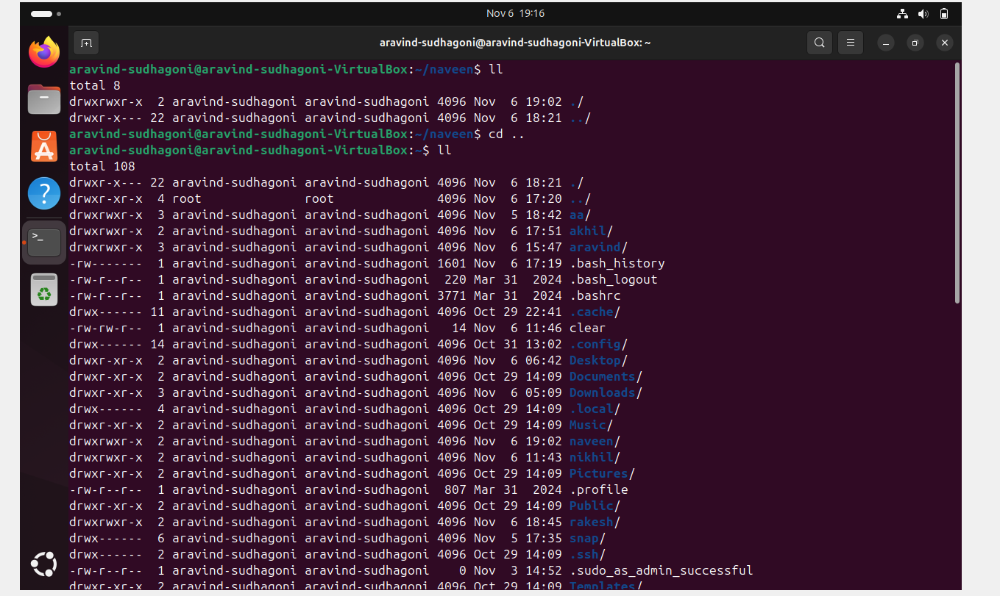 Nov 6 19:16
aravind-sudhagoni@aravind-sudhagoni-VirtualBox: ~
aravind-sudhagoni@aravind-sudhagoni-VirtualBox:~/naveen$ ll
total 8
drwxrwxr-x  2 aravind-sudhagoni aravind-sudhagoni 4096 Nov  6 19:02 ./
drwxr-x--- 22 aravind-sudhagoni aravind-sudhagoni 4096 Nov  6 18:21 ../
aravind-sudhagoni@aravind-sudhagoni-VirtualBox:~/naveen$ cd ..
aravind-sudhagoni@aravind-sudhagoni-VirtualBox:~$ ll
total 108
drwxr-x--- 22 aravind-sudhagoni aravind-sudhagoni 4096 Nov  6 18:21 ./
drwxr-xr-x  4 root              root              4096 Nov  6 17:20 ../
drwxrwxr-x  3 aravind-sudhagoni aravind-sudhagoni 4096 Nov  5 18:42 aa/
drwxrwxr-x  2 aravind-sudhagoni aravind-sudhagoni 4096 Nov  6 17:51 akhil/
drwxrwxr-x  3 aravind-sudhagoni aravind-sudhagoni 4096 Nov  6 15:47 aravind/
-rw-------  1 aravind-sudhagoni aravind-sudhagoni 1601 Nov  6 17:19 .bash_history
-rw-r--r--  1 aravind-sudhagoni aravind-sudhagoni  220 Mar 31  2024 .bash_logout
-rw-r--r--  1 aravind-sudhagoni aravind-sudhagoni 3771 Mar 31  2024 .bashrc
drwx------ 11 aravind-sudhagoni aravind-sudhagoni 4096 Oct 29 22:41 .cache/
-rw-rw-r--  1 aravind-sudhagoni aravind-sudhagoni   14 Nov  6 11:46 clear
drwx------ 14 aravind-sudhagoni aravind-sudhagoni 4096 Oct 31 13:02 .config/
drwxr-xr-x  2 aravind-sudhagoni aravind-sudhagoni 4096 Nov  6 06:42 Desktop/
drwxr-xr-x  2 aravind-sudhagoni aravind-sudhagoni 4096 Oct 29 14:09 Documents/
drwxr-xr-x  3 aravind-sudhagoni aravind-sudhagoni 4096 Nov  6 05:09 Downloads/
drwx------  4 aravind-sudhagoni aravind-sudhagoni 4096 Oct 29 14:09 .local/
drwxr-xr-x  2 aravind-sudhagoni aravind-sudhagoni 4096 Oct 29 14:09 Music/
drwxrwxr-x  2 aravind-sudhagoni aravind-sudhagoni 4096 Nov  6 19:02 naveen/
drwxrwxr-x  2 aravind-sudhagoni aravind-sudhagoni 4096 Nov  6 11:43 nikhil/
drwxr-xr-x  2 aravind-sudhagoni aravind-sudhagoni 4096 Oct 29 14:09 Pictures/
-rw-r--r--  1 aravind-sudhagoni aravind-sudhagoni  807 Mar 31  2024 .profile
drwxr-xr-x  2 aravind-sudhagoni aravind-sudhagoni 4096 Oct 29 14:09 Public/
drwxrwxr-x  2 aravind-sudhagoni aravind-sudhagoni 4096 Nov  6 18:45 rakesh/
drwx------  6 aravind-sudhagoni aravind-sudhagoni 4096 Nov  5 17:35 snap/
drwx------  2 aravind-sudhagoni aravind-sudhagoni 4096 Oct 29 14:09 .ssh/
-rw-r--r--  1 aravind-sudhagoni aravind-sudhagoni    0 Nov  3 14:52 .sudo_as_admin_successful
drwxr-xr-x  2 aravind-sudhagoni aravind-sudhagoni 4096 Oct 29 14:09 Templates/